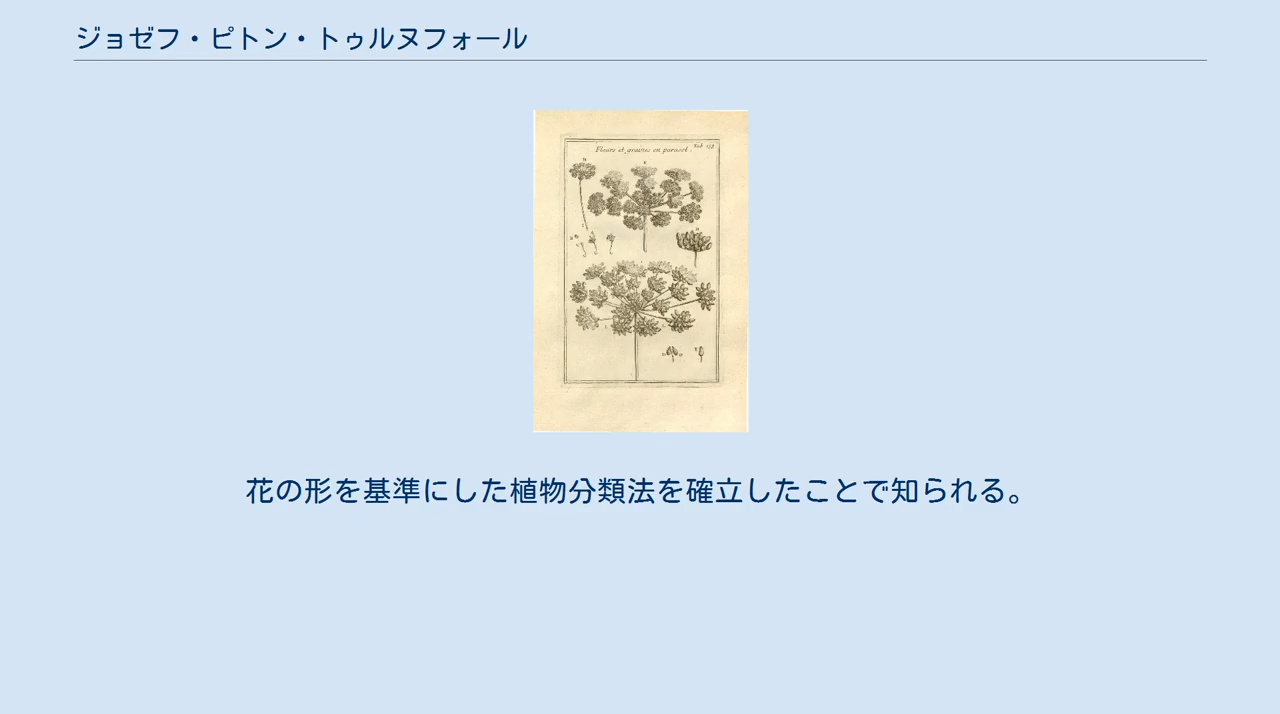 ジョゼフ・ピトン・トゥルヌフォール
Fleurs et graines en parasol.
花の形を基準にした植物分類法を確立したことで知られる。